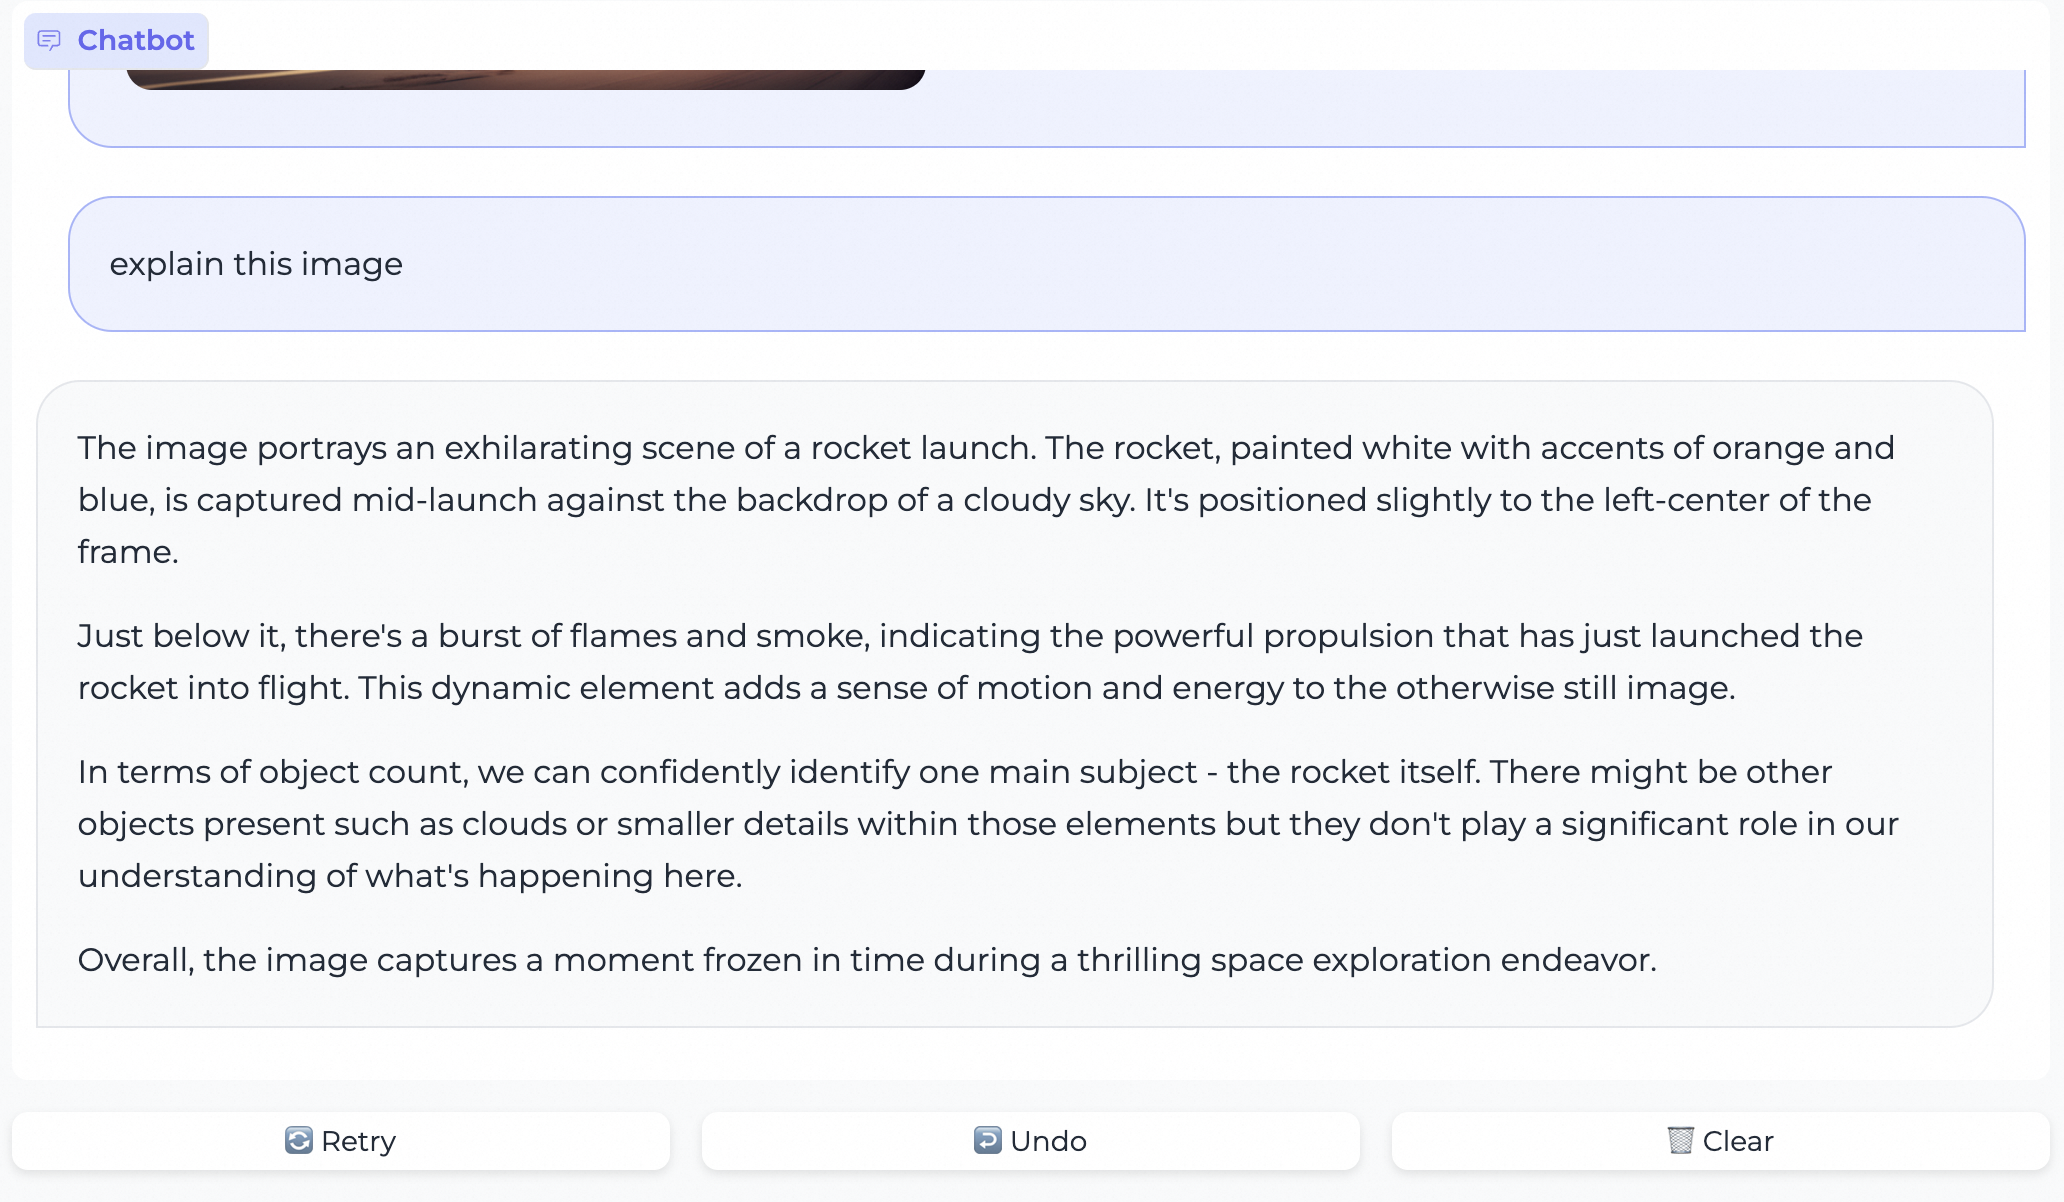 Chatbot
explain this image
The image portrays an exhilarating scene of a rocket launch. The rocket, painted white with accents of orange and
blue, is captured mid-launch against the backdrop of a cloudy sky. It's positioned slightly to the left-center of the
frame.
Just below it, there's a burst of flames and smoke, indicating the powerful propulsion that has just launched the
rocket into flight. This dynamic element adds a sense of motion and energy to the otherwise still image.
In terms of object count, we can confidently identify one main subject - the rocket itself. There might be other
objects present such as clouds or smaller details within those elements but they don't play a significant role in our
understanding of what's happening here.
Overall, the image captures a moment frozen in time during a thrilling space exploration endeavor.
Retry
Undo
Clear